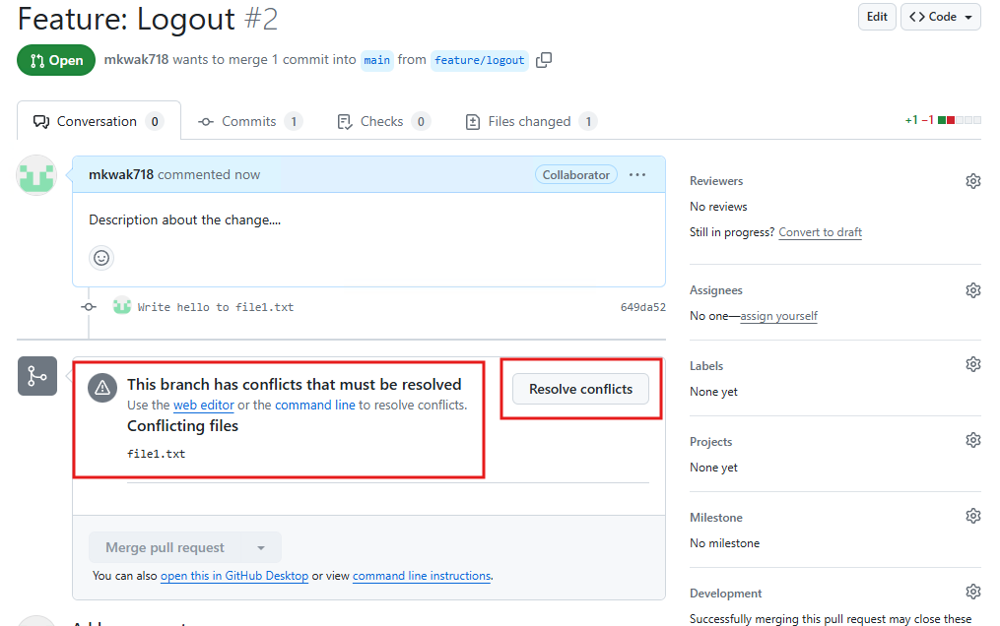 Feature: Logout #2
Edit
<> Code
Open
mkwak718 wants to merge 1 commit into main from feature/logout
Conversation 0
Commits 1
Checks 0
Files changed 1
+1 −1
mkwak718 commented now
Collaborator
Description about the change....
Write hello to file1.txt
649da52
This branch has conflicts that must be resolved
Use the web editor or the command line to resolve conflicts.
Conflicting files
file1.txt
Resolve conflicts
Merge pull request
You can also open this in GitHub Desktop or view command line instructions.
Reviewers
No reviews
Still in progress? Convert to draft
Assignees
No one—assign yourself
Labels
None yet
Projects
None yet
Milestone
No milestone
Development
Successfully merging this pull request may close these